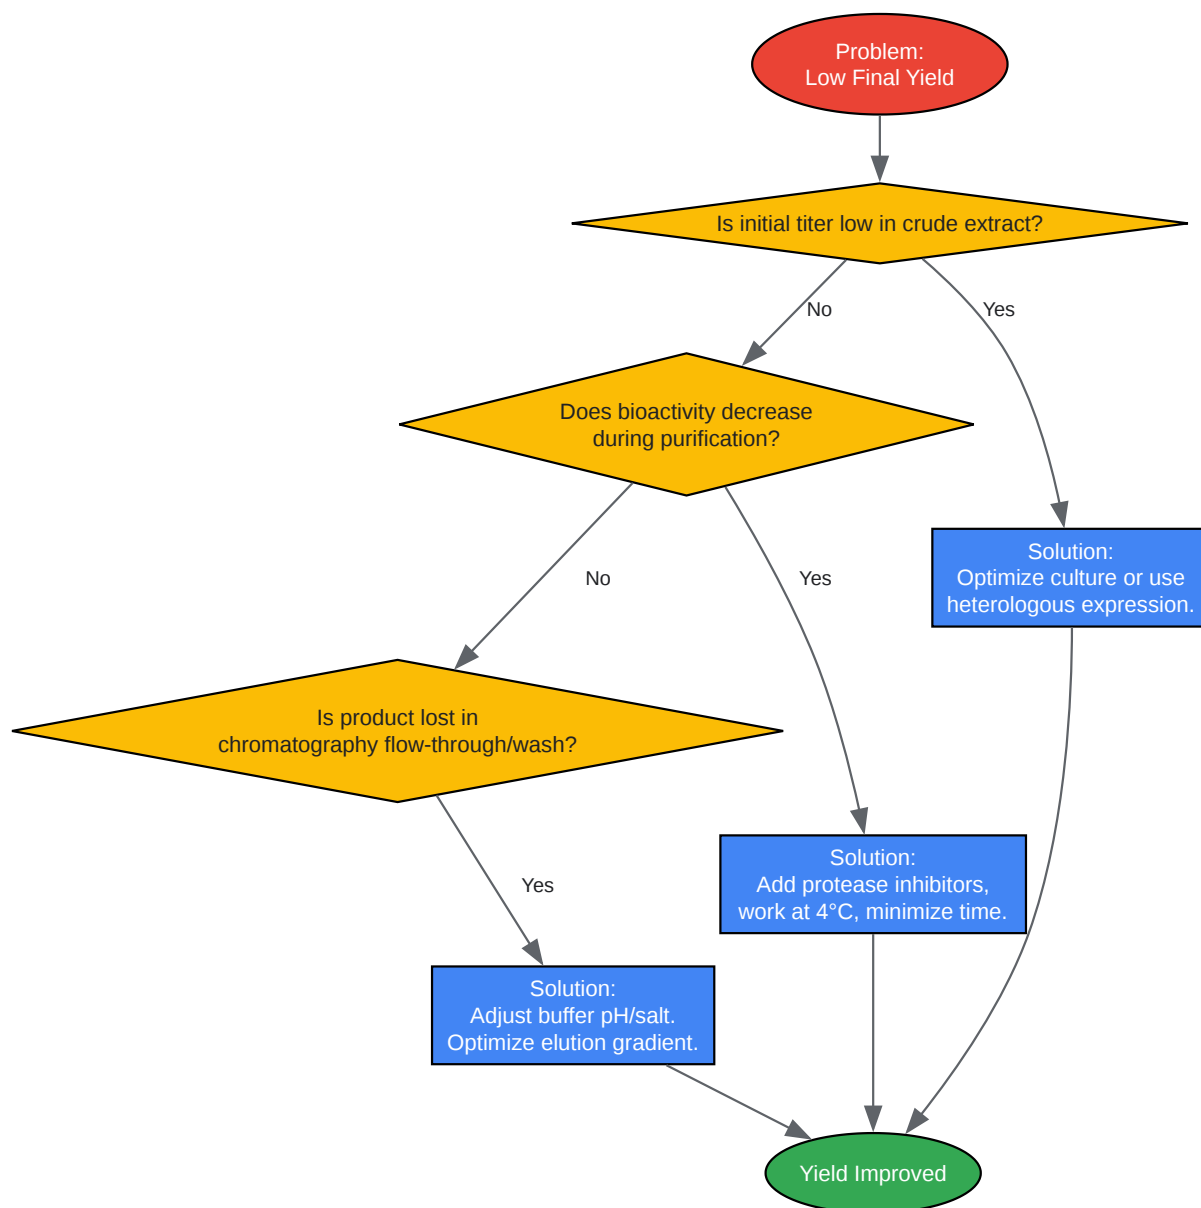 Problem:
Low Final Yield
Is initial titer low in crude extract?
No
Yes
Does bioactivity decrease
during purification?
Solution:
Optimize culture or use
heterologous expression.
No
Yes
Is product lost in
chromatography flow-through/wash?
Solution:
Add protease inhibitors,
work at 4°C, minimize time.
Yes
Solution:
Adjust buffer pH/salt.
Optimize elution gradient.
Yield Improved